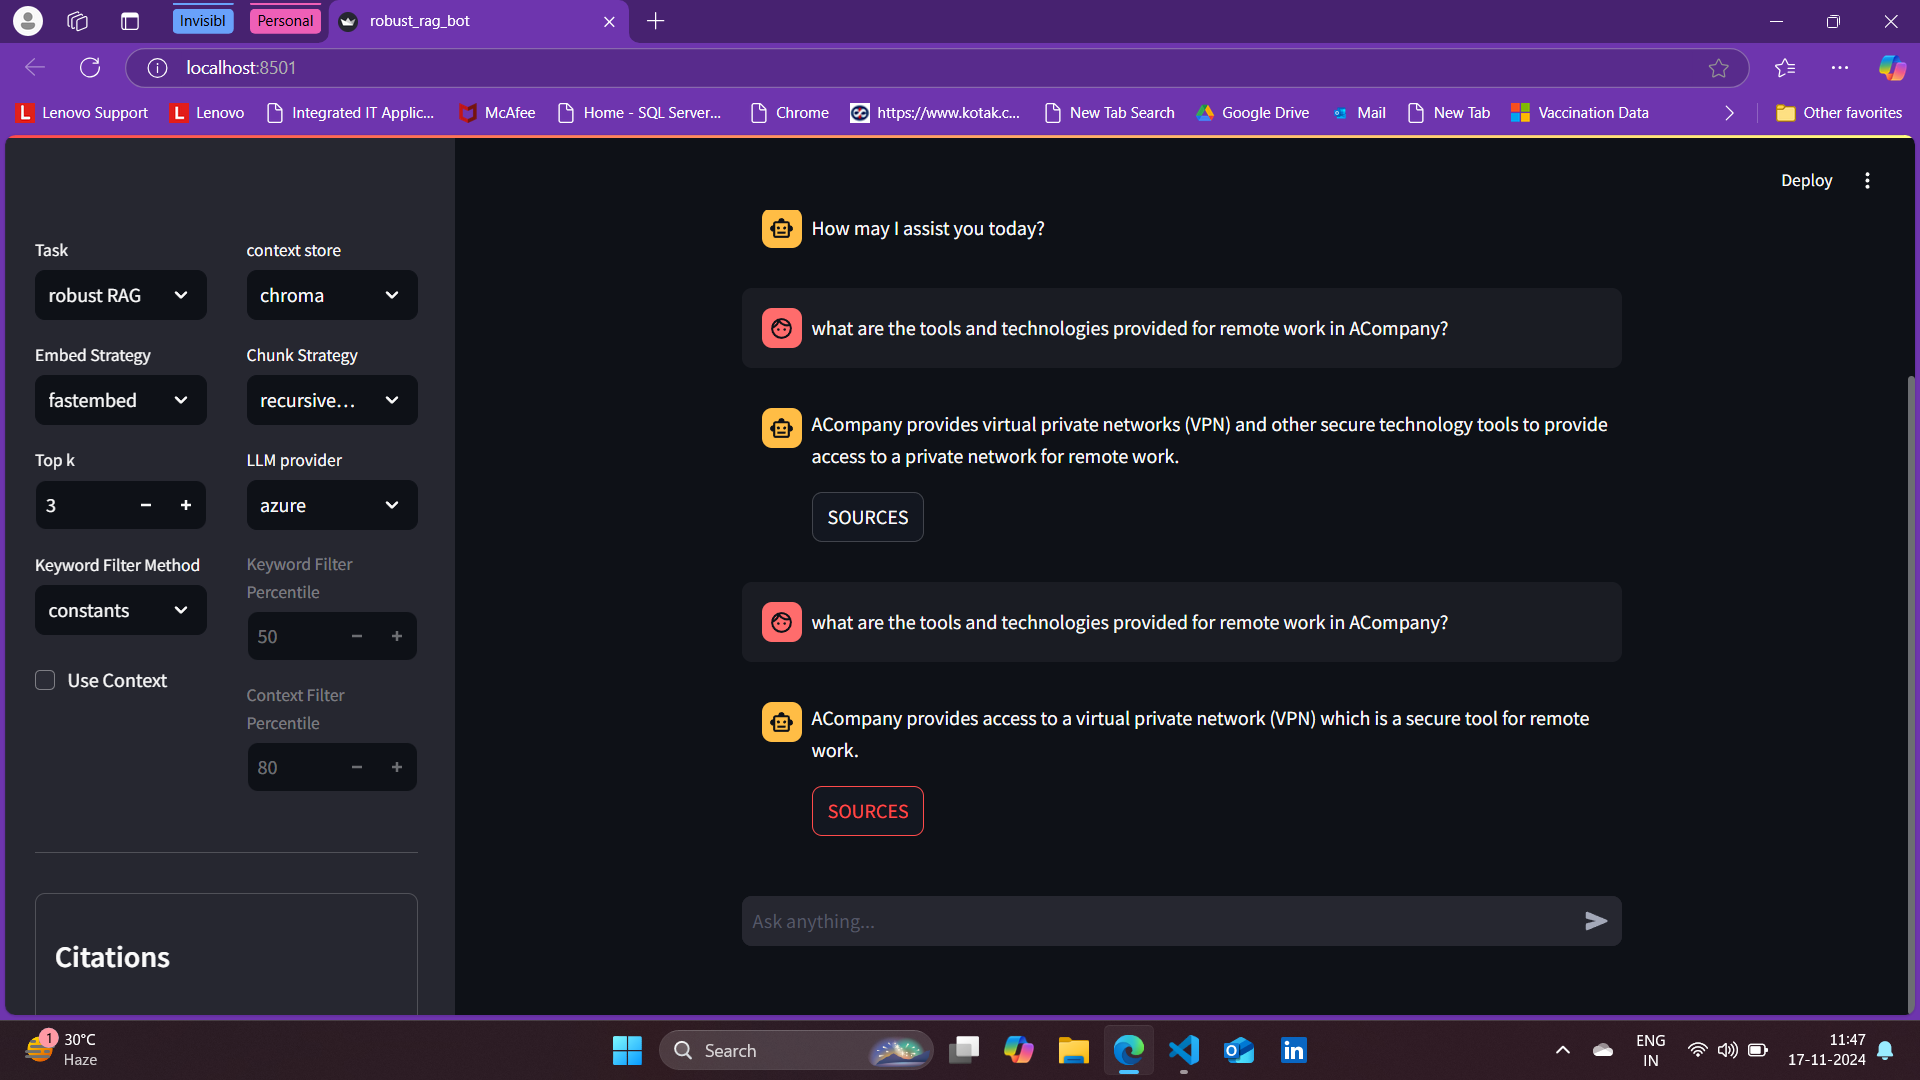 Invisibl
Personal
robust_rag_bot
localhost:8501
L Lenovo Support
L Lenovo
Integrated IT Applic...
McAfee
Home - SQL Server...
Chrome
https://www.kotak.c...
New Tab Search
Google Drive
Mail
New Tab
Vaccination Data
Other favorites
Deploy
Task
context store
robust RAG
chroma
Embed Strategy
Chunk Strategy
fastembed
recursive...
Top k
LLM provider
3
azure
Keyword Filter Method
Keyword Filter
Percentile
constants
50
Use Context
Context Filter
Percentile
80
Citations
How may I assist you today?
what are the tools and technologies provided for remote work in ACompany?
ACompany provides virtual private networks (VPN) and other secure technology tools to provide
access to a private network for remote work.
SOURCES
what are the tools and technologies provided for remote work in ACompany?
ACompany provides access to a virtual private network (VPN) which is a secure tool for remote
work.
SOURCES
Ask anything...
1
30°C
Haze
Search
in
ENG
IN
11:47
17-11-2024